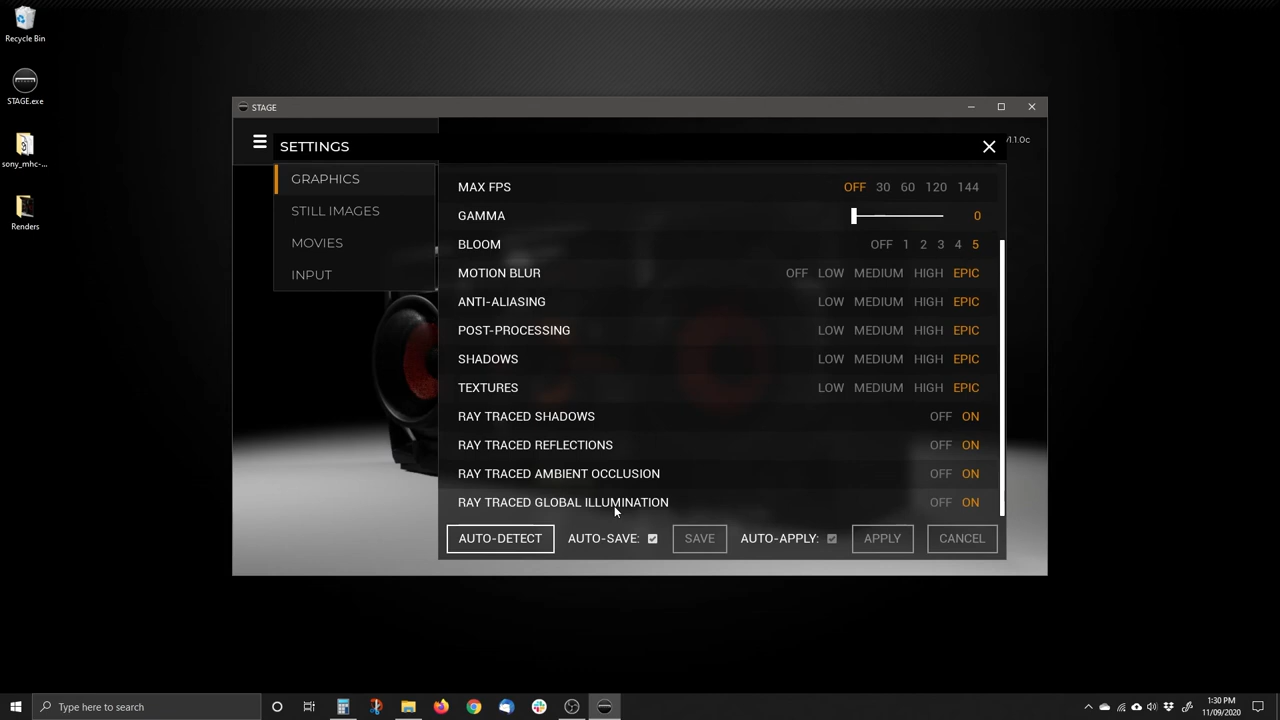 Recycle Bin
STAGE.exe
sony_mhc-...
Renders
STAGE
v1.1.0c
SETTINGS
GRAPHICS
STILL IMAGES
MOVIES
INPUT
MAX FPS OFF 30 60 120 144
GAMMA 0
BLOOM OFF 1 2 3 4 5
MOTION BLUR OFF LOW MEDIUM HIGH EPIC
ANTI-ALIASING LOW MEDIUM HIGH EPIC
POST-PROCESSING LOW MEDIUM HIGH EPIC
SHADOWS LOW MEDIUM HIGH EPIC
TEXTURES LOW MEDIUM HIGH EPIC
RAY TRACED SHADOWS OFF ON
RAY TRACED REFLECTIONS OFF ON
RAY TRACED AMBIENT OCCLUSION OFF ON
RAY TRACED GLOBAL ILLUMINATION OFF ON
AUTO-DETECT AUTO-SAVE: SAVE AUTO-APPLY: APPLY CANCEL
Type here to search
1:30 PM
11/09/2020